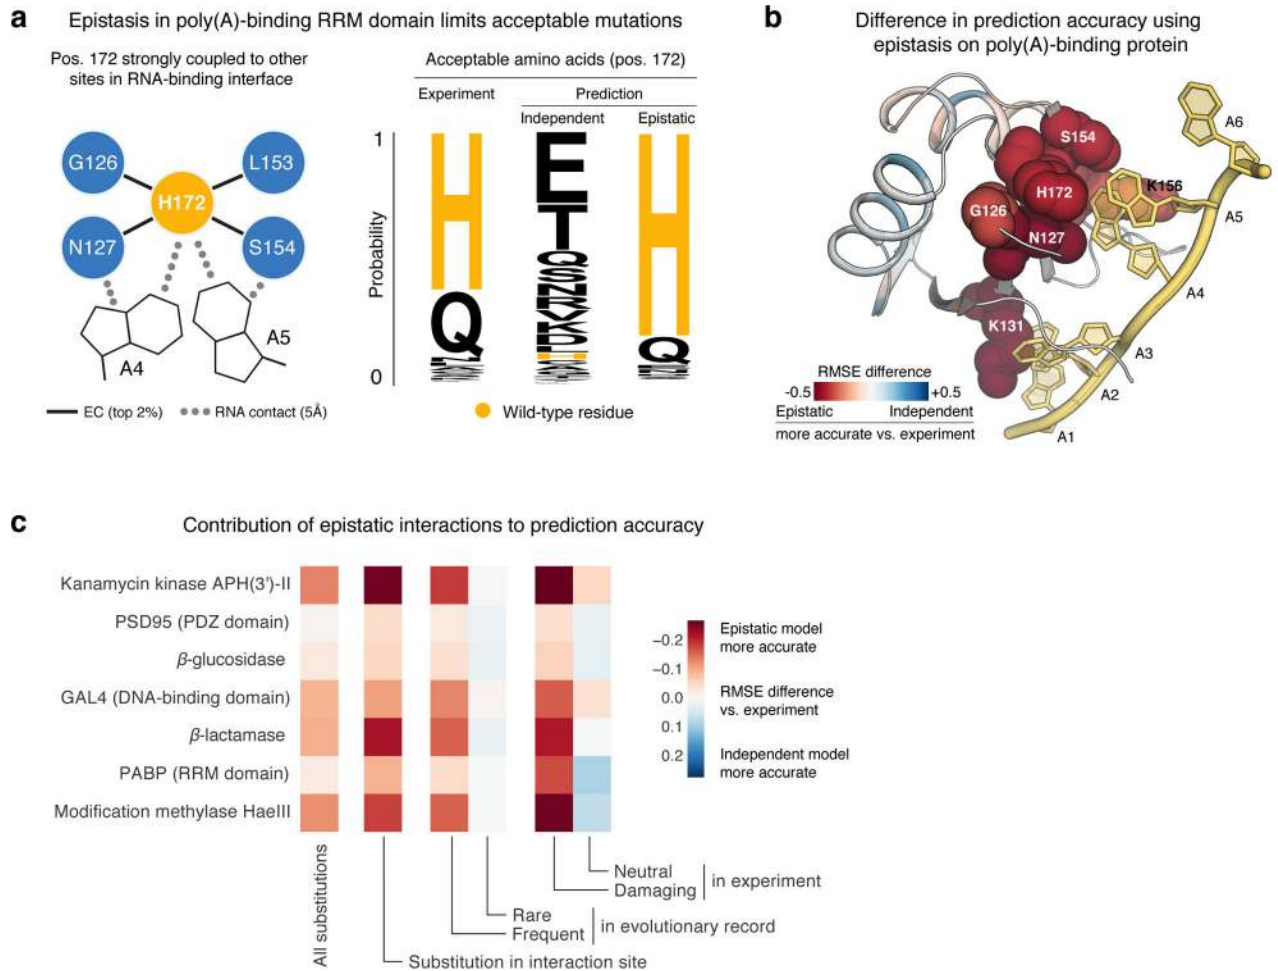 a
Epistasis in poly(A)-binding RRM domain limits acceptable mutations
Pos. 172 strongly coupled to other
sites in RNA-binding interface
G126
L153
H172
N127
S154
A4
A5
EC (top 2%)
RNA contact (5Å)
Acceptable amino acids (pos. 172)
Experiment
Prediction
Independent
Epistatic
Probability
1
0
H
Q
E
T
Q
S
N
H
Q
Wild-type residue
b
Difference in prediction accuracy using
epistasis on poly(A)-binding protein
S154
H172
K156
G126
N127
K131
A6
A5
A4
A3
A2
A1
RMSE difference
-0.5
+0.5
Epistatic
Independent
more accurate vs. experiment
c
Contribution of epistatic interactions to prediction accuracy
Kanamycin kinase APH(3')-II
PSD95 (PDZ domain)
β-glucosidase
GAL4 (DNA-binding domain)
β-lactamase
PABP (RRM domain)
Modification methylase HaeIII
−0.2
−0.1
0.0
0.1
0.2
Epistatic model
more accurate
RMSE difference
vs. experiment
Independent model
more accurate
All substitutions
Neutral
Damaging
in experiment
Rare
Frequent
in evolutionary record
Substitution in interaction site